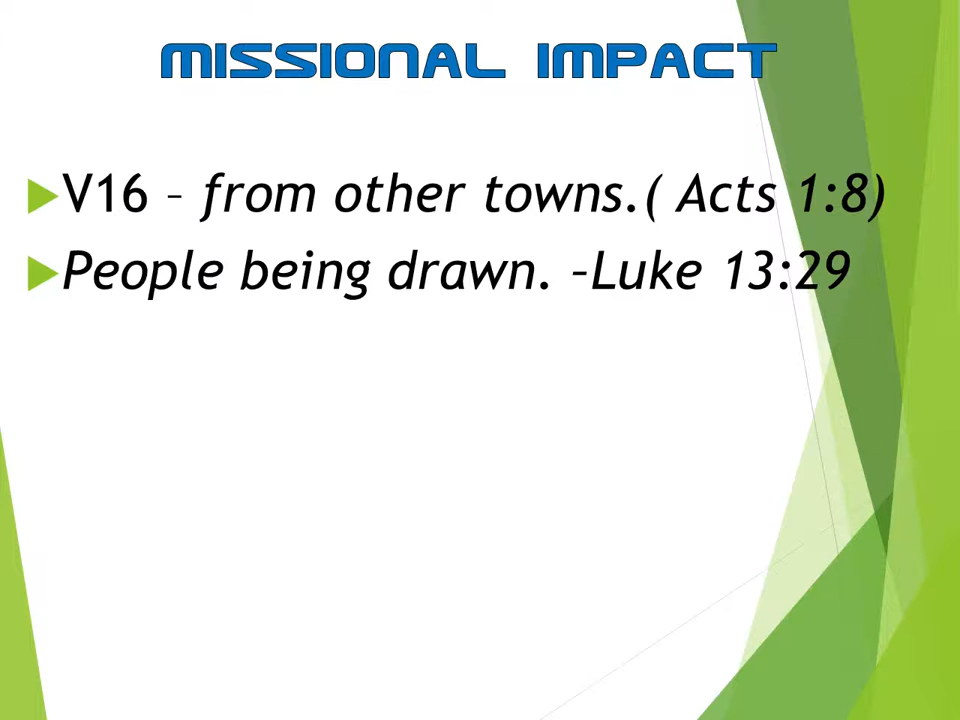 MISSIONAL IMPACT
V16 – from other towns.( Acts 1:8)
People being drawn. –Luke 13:29